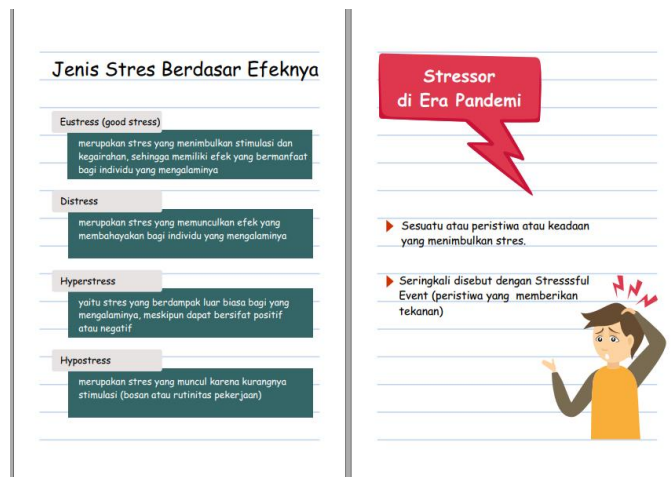 Jenis Stres Berdasar Efeknya
Eustress (good stress)
merupakan stres yang menimbulkan stimulasi dan
kegairahan, sehingga memiliki efek yang bermanfaat
bagi individu yang mengalaminya
Distress
merupakan stres yang memunculkan efek yang
membahayakan bagi individu yang mengalaminya
Hyperstress
yaitu stres yang berdampak luar biasa bagi yang
mengalaminya, meskipun dapat bersifat positif
atau negatif
Hypostress
merupakan stres yang muncul karena kurangnya
stimulasi (bosan atau rutinitas pekerjaan)
Stressor
di Era Pandemi
Sesuatu atau peristiwa atau keadaan
yang menimbulkan stres.
Seringkali disebut dengan Stresssful
Event (peristiwa yang memberikan
tekanan)